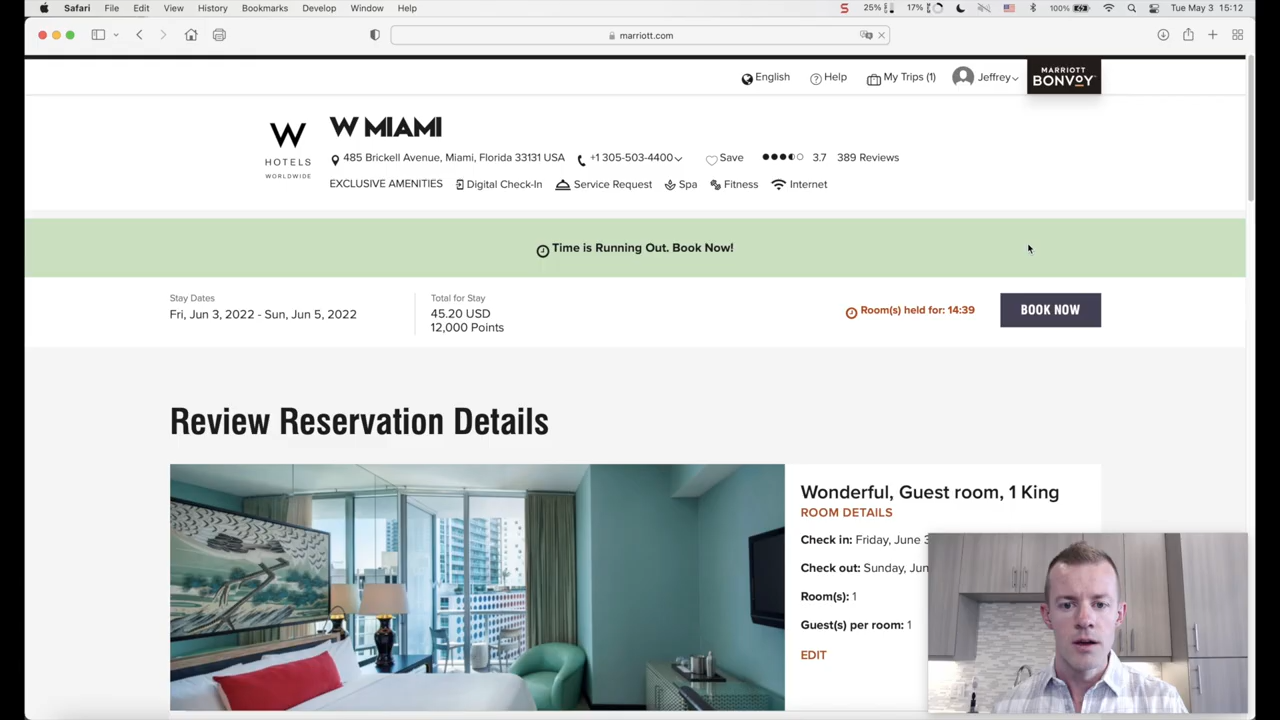 Safari File Edit View History Bookmarks Develop Window Help 25% 17% 100% Tue May 3 15:12
marriott.com
English Help My Trips (1) Jeffrey MARRIOTT BONVOY
W MIAMI
W HOTELS WORLDWIDE
485 Brickell Avenue, Miami, Florida 33131 USA +1 305-503-4400 Save 3.7 389 Reviews
EXCLUSIVE AMENITIES Digital Check-In Service Request Spa Fitness Internet
Time is Running Out. Book Now!
Stay Dates Total for Stay
Fri, Jun 3, 2022 - Sun, Jun 5, 2022 45.20 USD Room(s) held for: 14:39 BOOK NOW
12,000 Points
Review Reservation Details
Wonderful, Guest room, 1 King
ROOM DETAILS
Check in: Friday, June 3
Check out: Sunday, Jun
Room(s): 1
Guest(s) per room: 1
EDIT